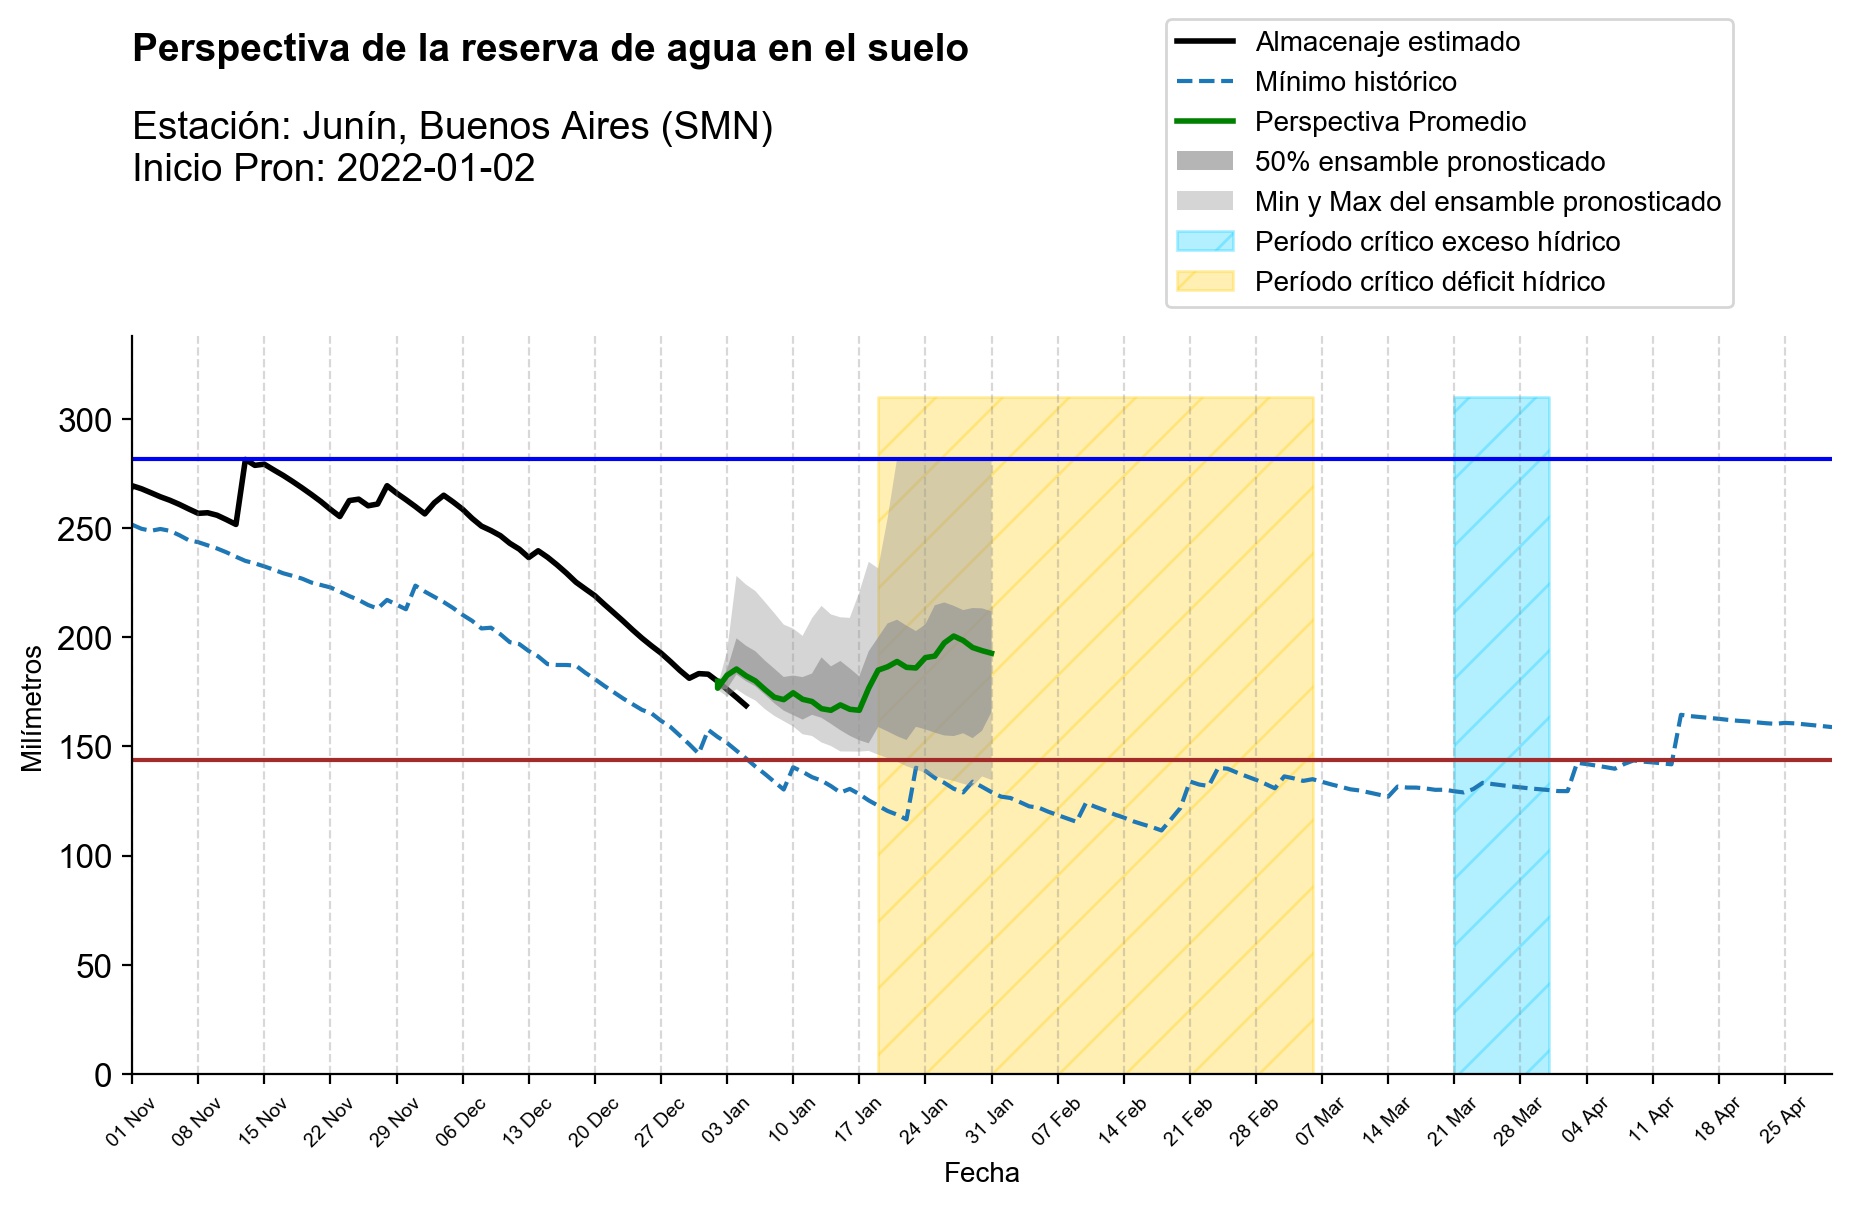 Perspectiva de la reserva de agua en el suelo
Estación: Junín, Buenos Aires (SMN)
Inicio Pron: 2022-01-02
Almacenaje estimado
Mínimo histórico
Perspectiva Promedio
50% ensamble pronosticado
Min y Max del ensamble pronosticado
Período crítico exceso hídrico
Período crítico déficit hídrico
Milímetros
300
250
200
150
100
50
0
01 Nov
08 Nov
15 Nov
22 Nov
29 Nov
06 Dec
13 Dec
20 Dec
27 Dec
03 Jan
10 Jan
17 Jan
24 Jan
31 Jan
07 Feb
14 Feb
21 Feb
28 Feb
07 Mar
14 Mar
21 Mar
28 Mar
04 Apr
11 Apr
18 Apr
25 Apr
Fecha